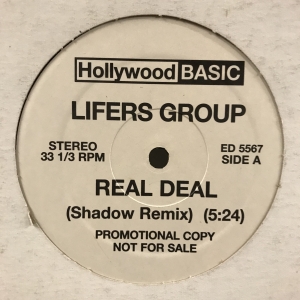 Hollywood BASIC
LIFERS GROUP
STEREO
33 1/3 RPM
ED 5567
SIDE A
REAL DEAL
(Shadow Remix) (5:24)
PROMOTIONAL COPY
NOT FOR SALE